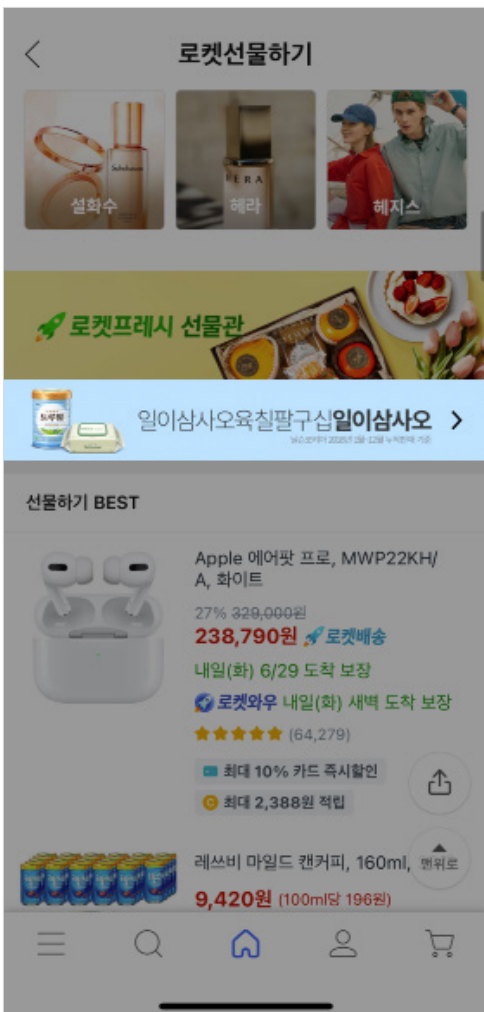 로켓선물하기
설화수
HERA
헤라
헤지스
로켓프레시 선물관
일이삼사오육칠팔구십일이삼사오
선물하기 BEST
Apple 에어팟 프로, MWP22KH/
A, 화이트
27% 329,000원
238,790원 로켓배송
내일(화) 6/29 도착 보장
로켓와우 내일(화) 새벽 도착 보장
(64,279)
최대 10% 카드 즉시할인
최대 2,388원 적립
레쓰비 마일드 캔커피, 160ml,
맨위로
9,420원 (100ml당 196원)